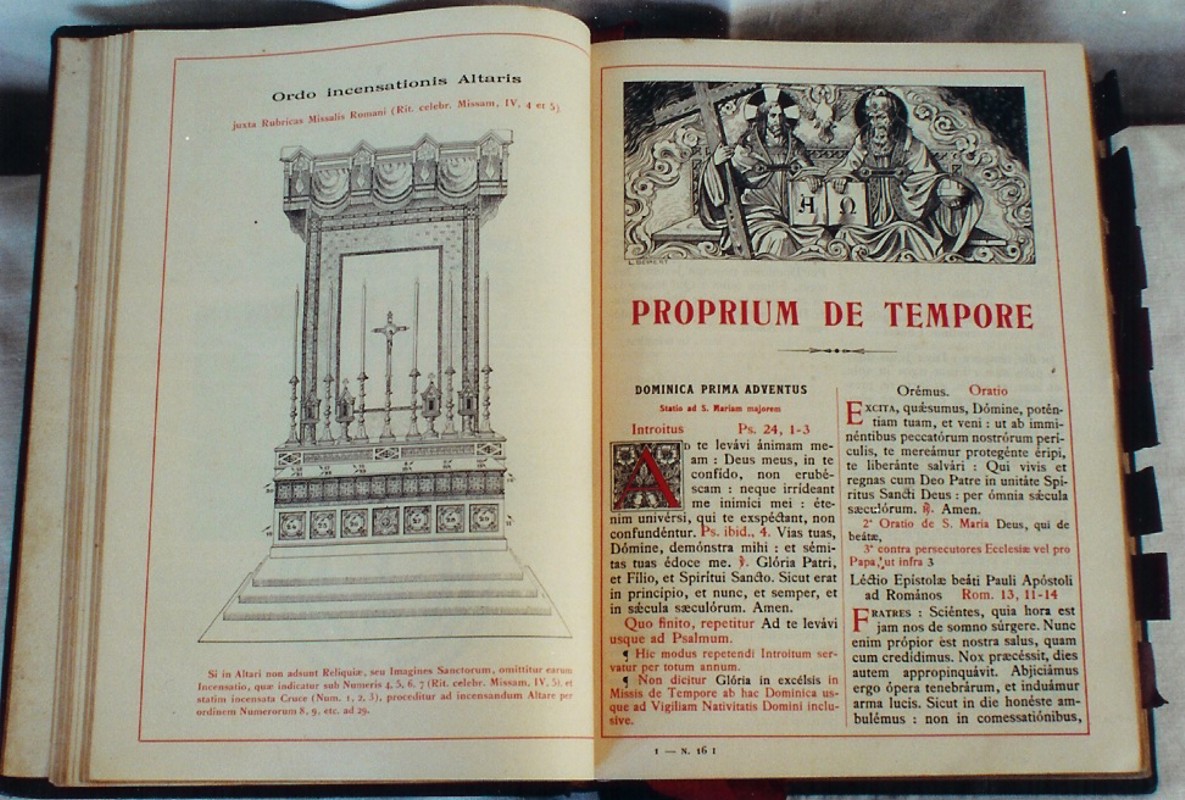 Ordo incensationis Altaris
juxta Rubricas Missalis Romani (Rit. celebr. Missam, IV, 4 et 5)
Si in Altari non adsunt Reliquiæ, seu Imagines Sanctorum, omittitur earum
Incensatio, quæ indicatur sub Numeris 4, 5, 6, 7 (Rit. celebr. Missam, IV, 5), et
statim incensata Cruce (Num. 1, 2, 3), proceditur ad incensandum Altare per
ordinem Numerorum 8, 9, etc. ad 29.
A Ω
PROPRIUM DE TEMPORE
DOMINICA PRIMA ADVENTUS
Statio ad S. Mariam majorem
Introitus Ps. 24, 1-3
Ad te levávi ánimam me-
am : Deus meus, in te
confído, non erubé-
scam : neque irrídeant
me inimíci mei : éte-
nim univérsi, qui te exspéctant, non
confundéntur. Ps. ibid., 4. Vias tuas,
Dómine, demónstra mihi : et sémi-
tas tuas édoce me. ℣. Glória Patri,
et Fílio, et Spirítui Sancto. Sicut erat
in princípio, et nunc, et semper, et
in sǽcula sæculórum. Amen.
Quo finito, repetitur Ad te levávi
usque ad Psalmum.
¶ Hic modus repetendi Introitum ser-
vatur per totum annum.
¶ Non dicitur Glória in excélsis in
Missis de Tempore ab hac Dominica us-
que ad Vigiliam Nativitatis Domini inclu-
sive.
Orémus. Oratio
EXCITA, quǽsumus, Dómine, potén-
tiam tuam, et veni : ut ab immi-
néntibus peccatórum nostrórum perí-
culis, te mereámur protegénte éripi,
te liberánte salvári : Qui vivis et
regnas cum Deo Patre in unitáte Spí-
ritus Sancti Deus : per ómnia sǽcula
sæculórum. ℟. Amen.
2ª Oratio de S. Maria Deus, qui de
beátæ,
3ª contra persecutores Ecclesiæ vel pro
Papa, ut infra 3
Léctio Epístolæ beáti Pauli Apóstoli
ad Romános Rom. 13, 11-14
FRATRES : Sciéntes, quia hora est
jam nos de somno súrgere. Nunc
enim própior est nostra salus, quam
cum credídimus. Nox præcéssit, dies
autem appropinquávit. Abjiciámus
ergo ópera tenebrárum, et induámur
arma lucis. Sicut in die honéste am-
bulémus : non in comessatiónibus,
1 — N. 16 I